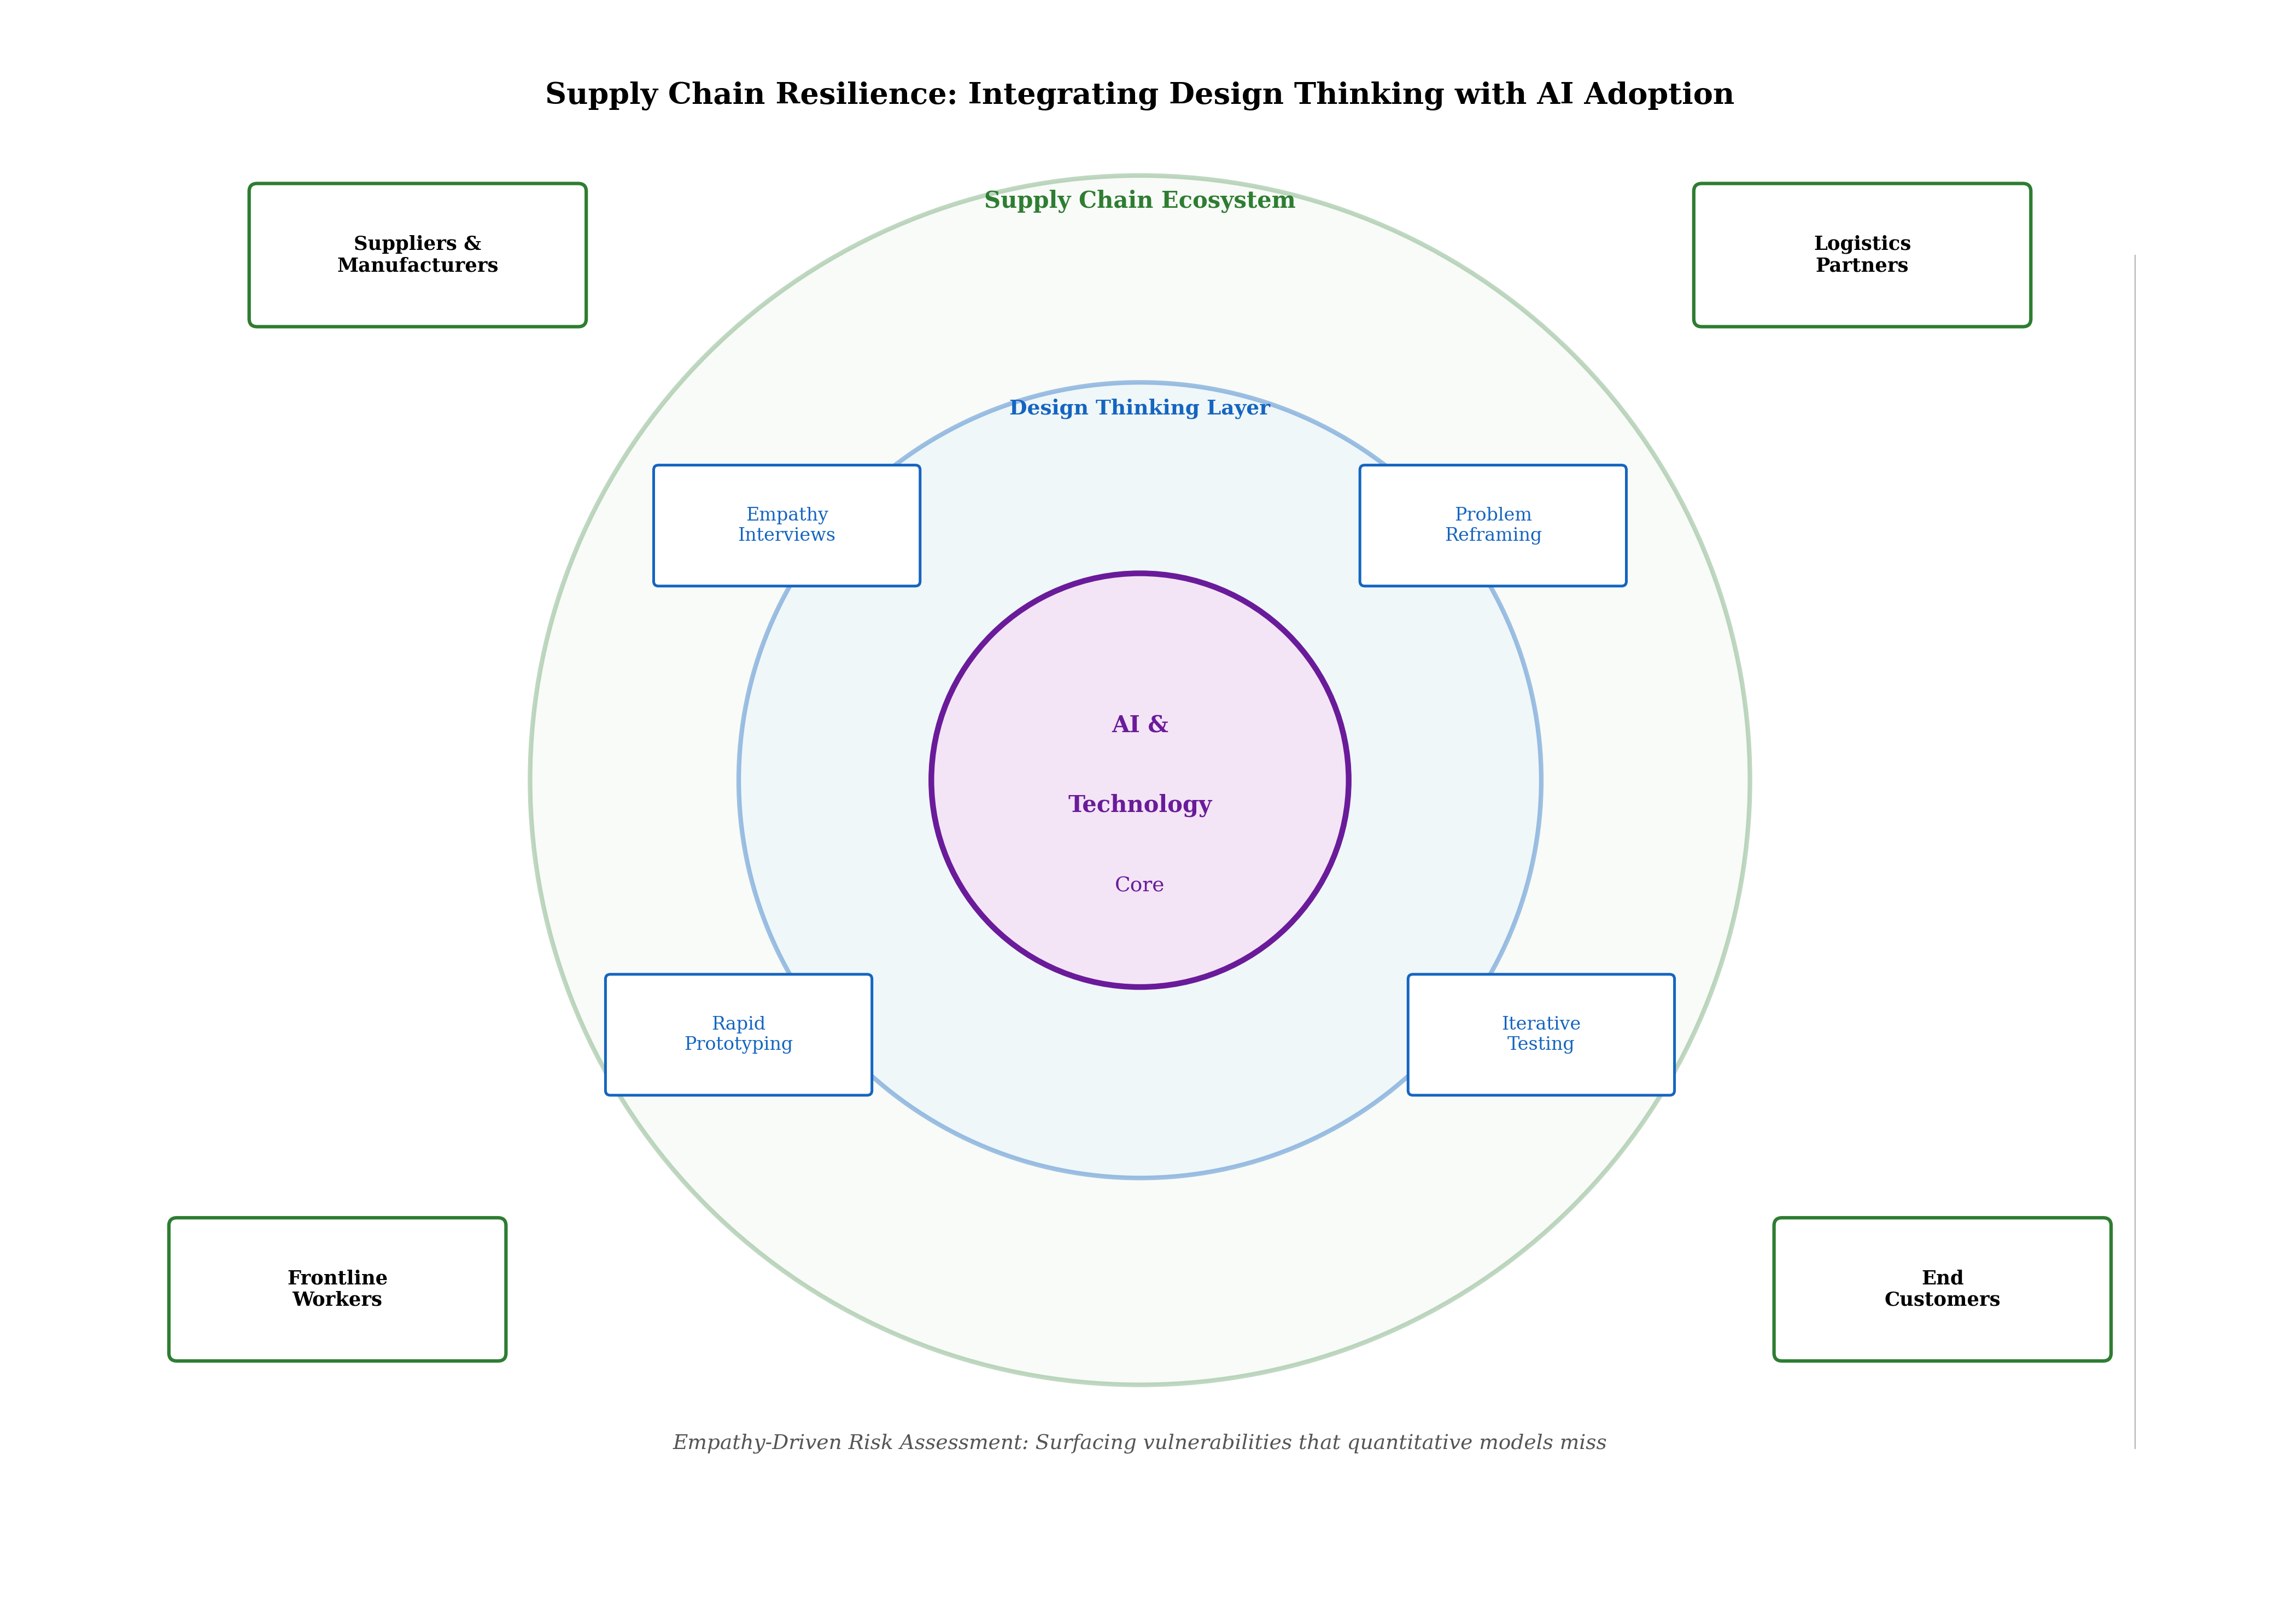 Supply Chain Resilience: Integrating Design Thinking with AI Adoption
Supply Chain Ecosystem
Suppliers &
Manufacturers
Logistics
Partners
Design Thinking Layer
Empathy
Interviews
Problem
Reframing
AI &
Technology
Core
Rapid
Prototyping
Iterative
Testing
Frontline
Workers
End
Customers
Empathy-Driven Risk Assessment: Surfacing vulnerabilities that quantitative models miss